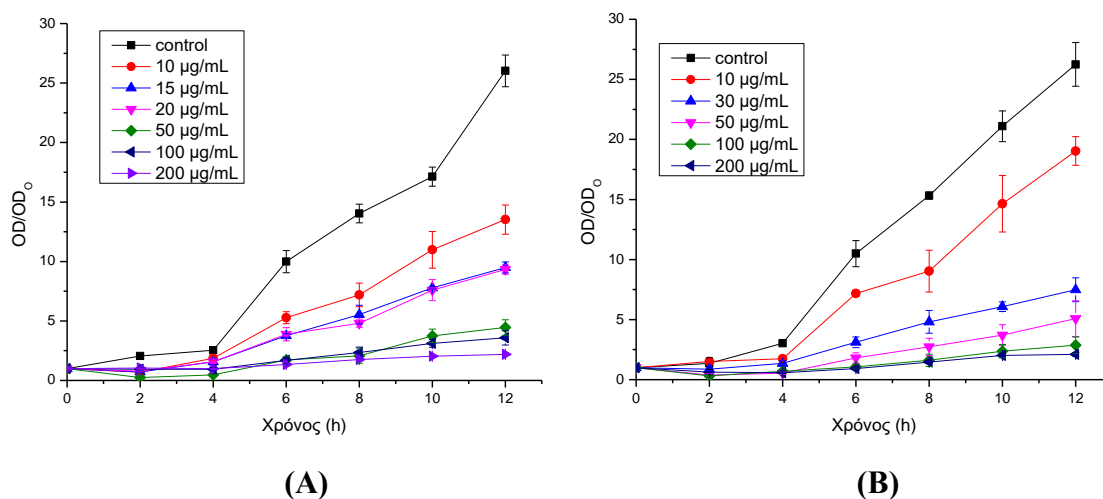 30
25
20
15
10
5
0
OD/OD₀
control
10 µg/mL
15 µg/mL
20 µg/mL
50 µg/mL
100 µg/mL
200 µg/mL
0 2 4 6 8 10 12
Χρόνος (h)
(A)
30
25
20
15
10
5
0
OD/OD₀
control
10 µg/mL
30 µg/mL
50 µg/mL
100 µg/mL
200 µg/mL
0 2 4 6 8 10 12
Χρόνος (h)
(B)